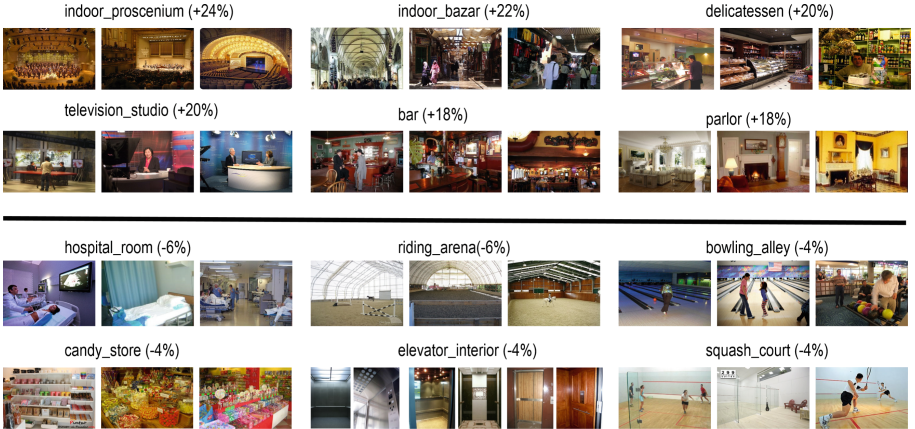 indoor_proscenium (+24%)
indoor_bazar (+22%)
delicatessen (+20%)
television_studio (+20%)
bar (+18%)
parlor (+18%)
hospital_room (-6%)
riding_arena(-6%)
bowling_alley (-4%)
candy_store (-4%)
elevator_interior (-4%)
squash_court (-4%)